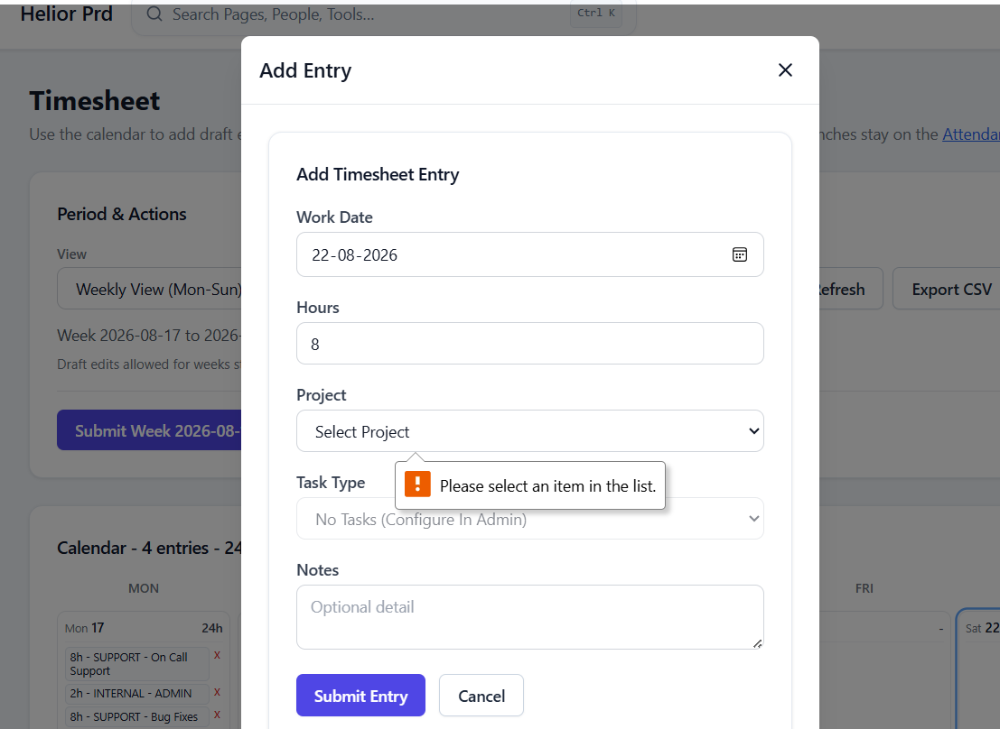 Helior Prd
Search Pages, People, Tools...
Ctrl K
Add Entry
Timesheet
Use the calendar to add draft
nches stay on the Attendar
Add Timesheet Entry
Period & Actions
Work Date
View
22-08-2026
Weekly View (Mon-Sun)
Refresh
Export CSV
Hours
8
Week 2026-08-17 to 2026-
Draft edits allowed for weeks
Project
Select Project
Submit Week 2026-08-
Please select an item in the list.
Task Type
No Tasks (Configure In Admin)
Calendar - 4 entries - 24
Notes
Optional detail
MON
FRI
Mon 17
24h
-
Sat 22
8h - SUPPORT - On Call
Support
X
2h - INTERNAL - ADMIN
X
8h - SUPPORT - Bug Fixes
X
Submit Entry
Cancel